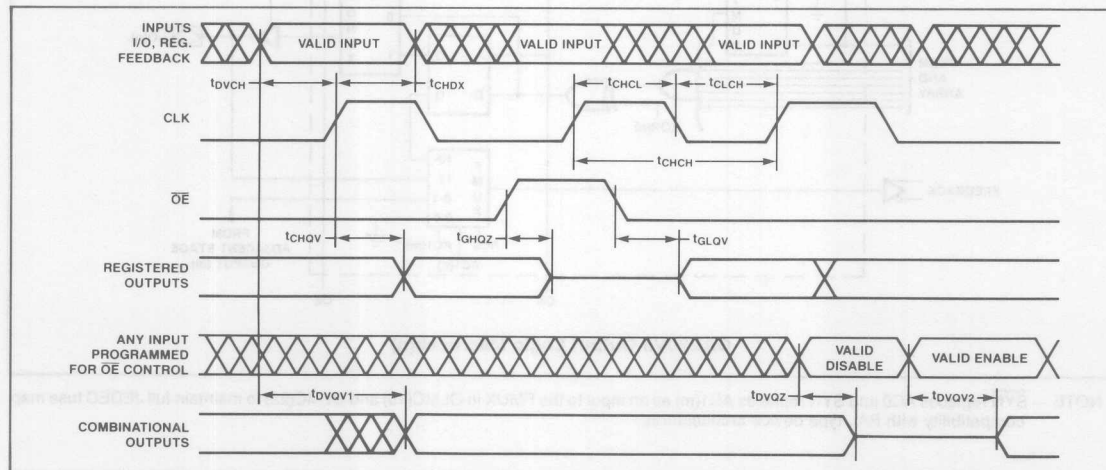 INPUTS
I/O, REG.
FEEDBACK
VALID INPUT
VALID INPUT
VALID INPUT
tDVCH
tCHDX
tCHCL
tCLCH
CLK
tCHCH
OE
tCHQV
tGHQZ
tGLQV
REGISTERED
OUTPUTS
ANY INPUT
PROGRAMMED
FOR OE CONTROL
VALID
DISABLE
VALID ENABLE
tDVQV1
tDVQZ
tDVQV2
COMBINATIONAL
OUTPUTS